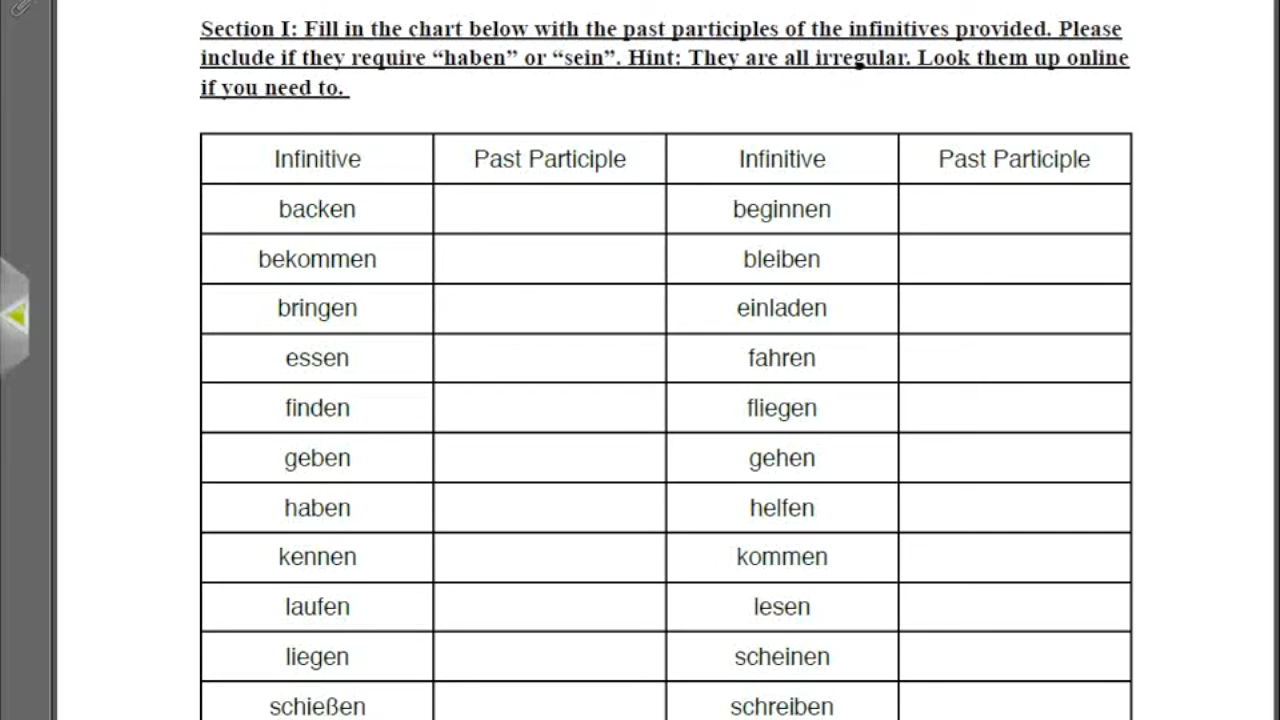 Section I: Fill in the chart below with the past participles of the infinitives provided. Please
include if they require “haben” or “sein”. Hint: They are all irregular. Look them up online
if you need to.
Infinitive Past Participle Infinitive Past Participle
backen beginnen
bekommen bleiben
bringen einladen
essen fahren
finden fliegen
geben gehen
haben helfen
kennen kommen
laufen lesen
liegen scheinen
schießen schreiben